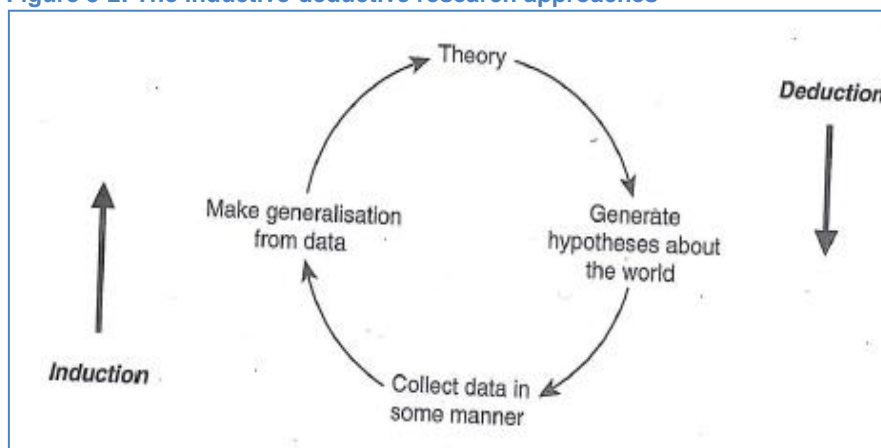 Theory
Deduction
Make generalisation
from data
Generate
hypotheses about
the world
Induction
Collect data in
some manner